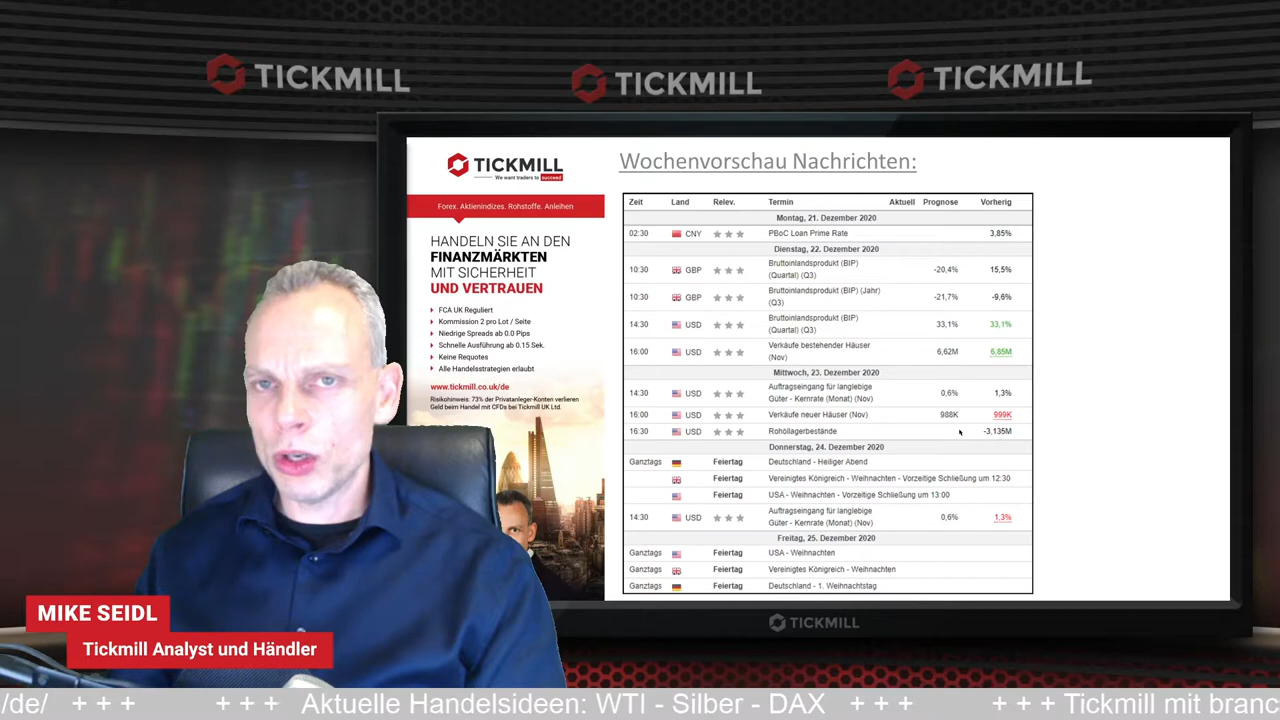 TICKMILL
TICKMILL
TICKMILL
TICKMILL
We want traders to succeed
Forex. Aktienindizes. Rohstoffe. Anleihen
HANDELN SIE AN DEN
FINANZMÄRKTEN
MIT SICHERHEIT
UND VERTRAUEN
FCA UK Reguliert
Kommission 2 pro Lot / Seite
Niedrige Spreads ab 0.0 Pips
Schnelle Ausführung ab 0.15 Sek.
Keine Requotes
Alle Handelsstrategien erlaubt
www.tickmill.co.uk/de
Risikohinweis: 73% der Privatanleger-Konten verlieren
Geld beim Handel mit CFDs bei Tickmill UK Ltd.
Wochenvorschau Nachrichten:
Zeit Land Relev. Termin Aktuell Prognose Vorherig
Montag, 21. Dezember 2020
02:30 CNY PBoC Loan Prime Rate 3,85%
Dienstag, 22. Dezember 2020
10:30 GBP Bruttoinlandsprodukt (BIP) -20,4% 15,5%
(Quartal) (Q3)
10:30 GBP Bruttoinlandsprodukt (BIP) (Jahr) -21,7% -9,6%
(Q3)
14:30 USD Bruttoinlandsprodukt (BIP) 33,1% 33,1%
(Quartal) (Q3)
16:00 USD Verkäufe bestehender Häuser 6,62M 6,85M
(Nov)
Mittwoch, 23. Dezember 2020
14:30 USD Auftragseingang für langlebige 0,6% 1,3%
Güter - Kernrate (Monat) (Nov)
16:00 USD Verkäufe neuer Häuser (Nov) 988K 999K
16:30 USD Rohöllagerbestände -3,135M
Donnerstag, 24. Dezember 2020
Ganztags Feiertag Deutschland - Heiliger Abend
Feiertag Vereinigtes Königreich - Weihnachten - Vorzeitige Schließung um 12:30
Feiertag USA - Weihnachten - Vorzeitige Schließung um 13:00
14:30 USD Auftragseingang für langlebige 0,6% 1,3%
Güter - Kernrate (Monat) (Nov)
Freitag, 25. Dezember 2020
Ganztags Feiertag USA - Weihnachten
Ganztags Feiertag Vereinigtes Königreich - Weihnachten
Ganztags Feiertag Deutschland - 1. Weihnachtstag
TICKMILL
MIKE SEIDL
Tickmill Analyst und Händler
/de/ +++ +++ Aktuelle Handelsideen: WTI - Silber - DAX +++ +++ Tickmill mit branc